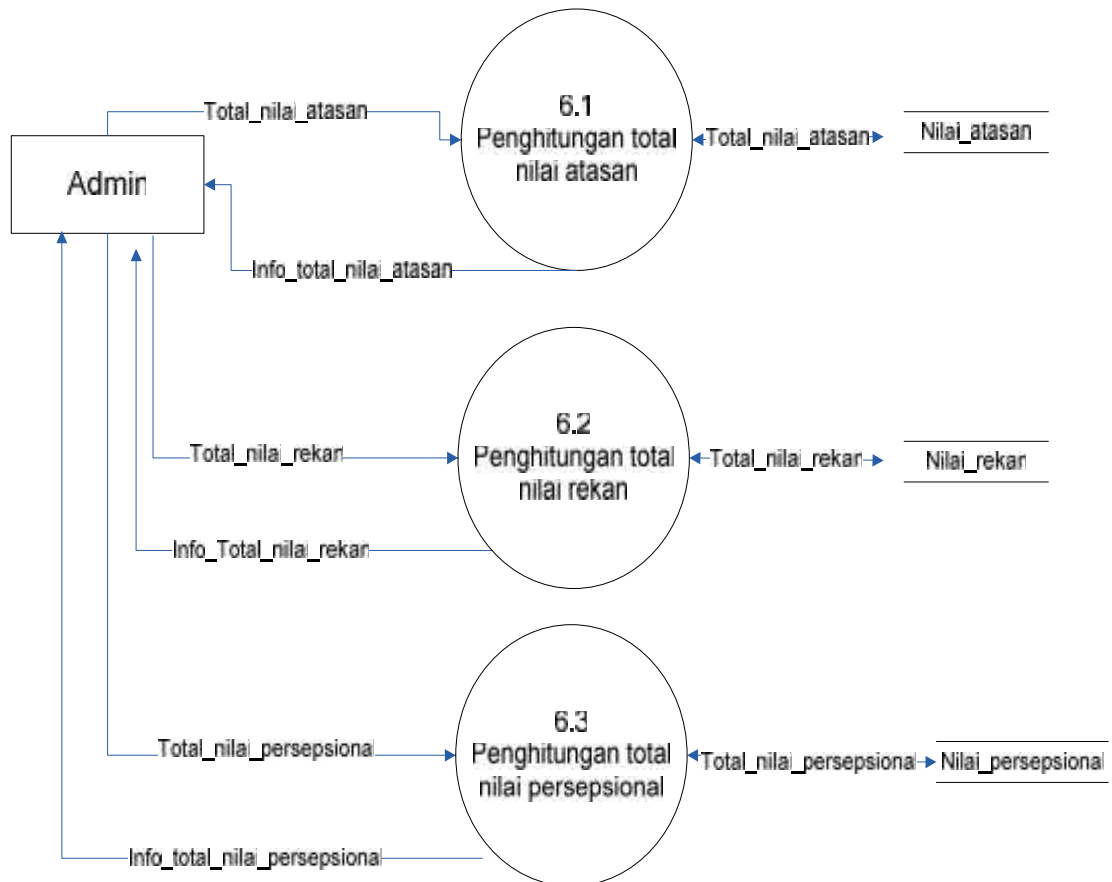 6.1
Total_nilai_atasan
Penghitungan total
nilai atasan
Total_nilai_atasan
Nilai_atasan
Admin
Info_total_nilai_atasan
6.2
Total_nilai_rekan
Penghitungan total
nilai rekan
Total_nilai_rekan
Nilai_rekan
Info_Total_nilai_rekan
6.3
Total_nilai_persepsional
Penghitungan total
nilai persepsional
Total_nilai_persepsional
Nilai_persepsional
Info_total_nilai_persepsional